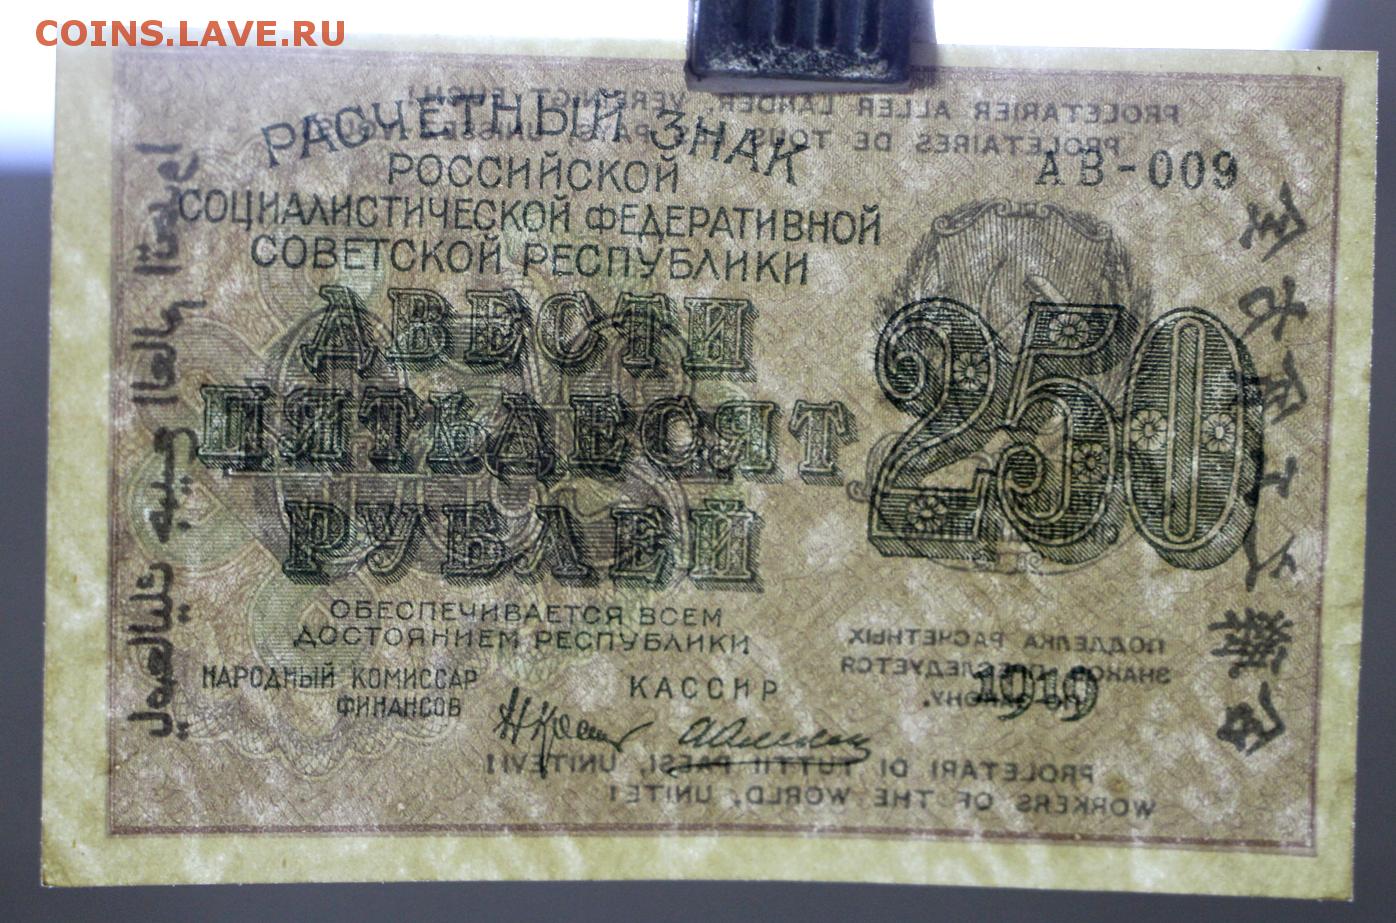 COINS.LAVE.RU
PROLETARIER ALLER LÄNDER, VEREINIGT EUCH!
РАСЧЕТНЫЙ ЗНАК
PROLÉTAIRES DE TOUS
АВ-009
РОССИЙСКОЙ
СОЦИАЛИСТИЧЕСКОЙ ФЕДЕРАТИВНОЙ
СОВЕТСКОЙ РЕСПУБЛИКИ
ДВЕСТИ
ПЯТЬДЕСЯТ
РУБЛЕЙ
250
ОБЕСПЕЧИВАЕТСЯ ВСЕМ
ДОСТОЯНИЕМ РЕСПУБЛИКИ
НАРОДНЫЙ КОМИССАР
ФИНАНСОВ
КАССИР
ПОДДЕЛКА РАСЧЕТНЫХ
ЗНАКОВ ПРЕСЛЕДУЕТСЯ
ПО ЗАКОНУ.
1919
PROLETARI DI TUTTI I PAESI, UNITEVI!
WORKERS OF THE WORLD, UNITE!